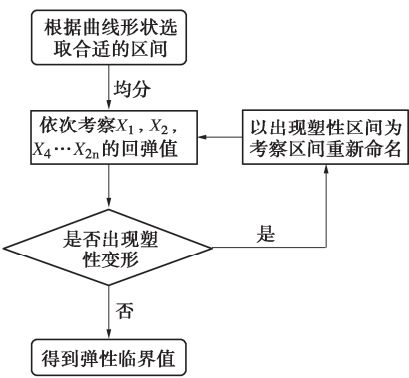 根据曲线形状选
取合适的区间
均分
依次考察X1, X2,
X4…X2n的回弹值
以出现塑性区间为
考察区间重新命名
是否出现塑
性变形
是
否
得到弹性临界值